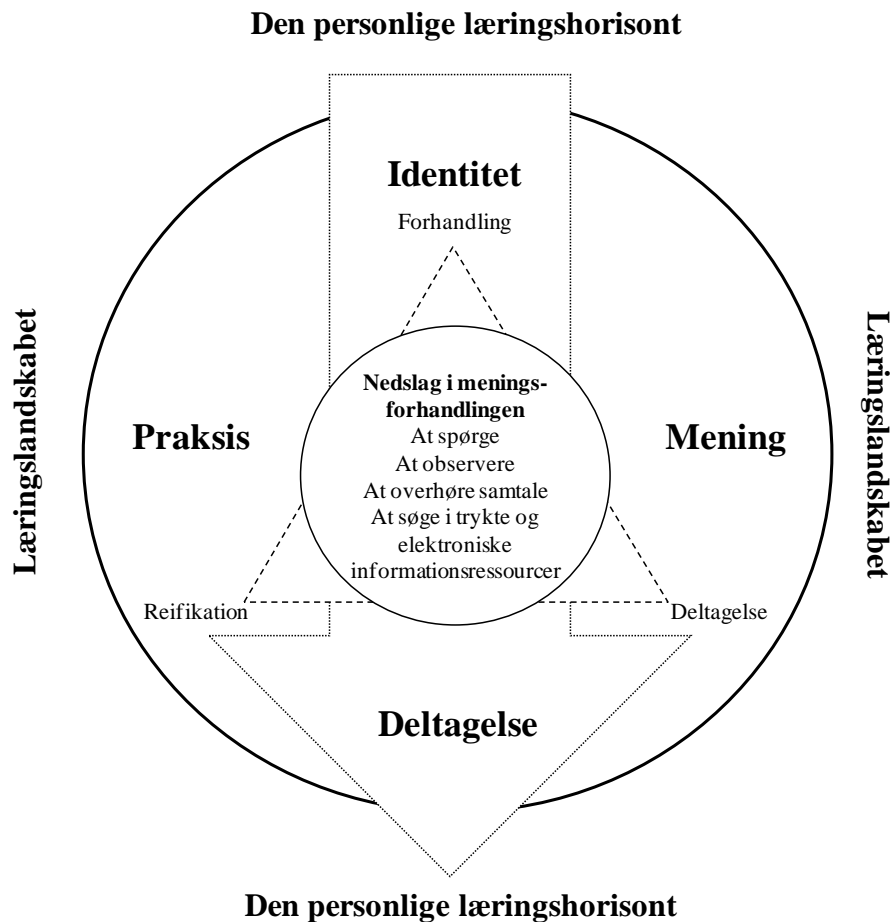 Den personlige læringshorisont
Identitet
Forhandling
Læringslandskabet
Læringslandskabet
Nedslag i menings-
forhandlingen
At spørge
At observere
At overhøre samtale
At søge i trykte og
elektroniske
informationsressourcer
Praksis
Mening
Reifikation
Deltagelse
Deltagelse
Den personlige læringshorisont